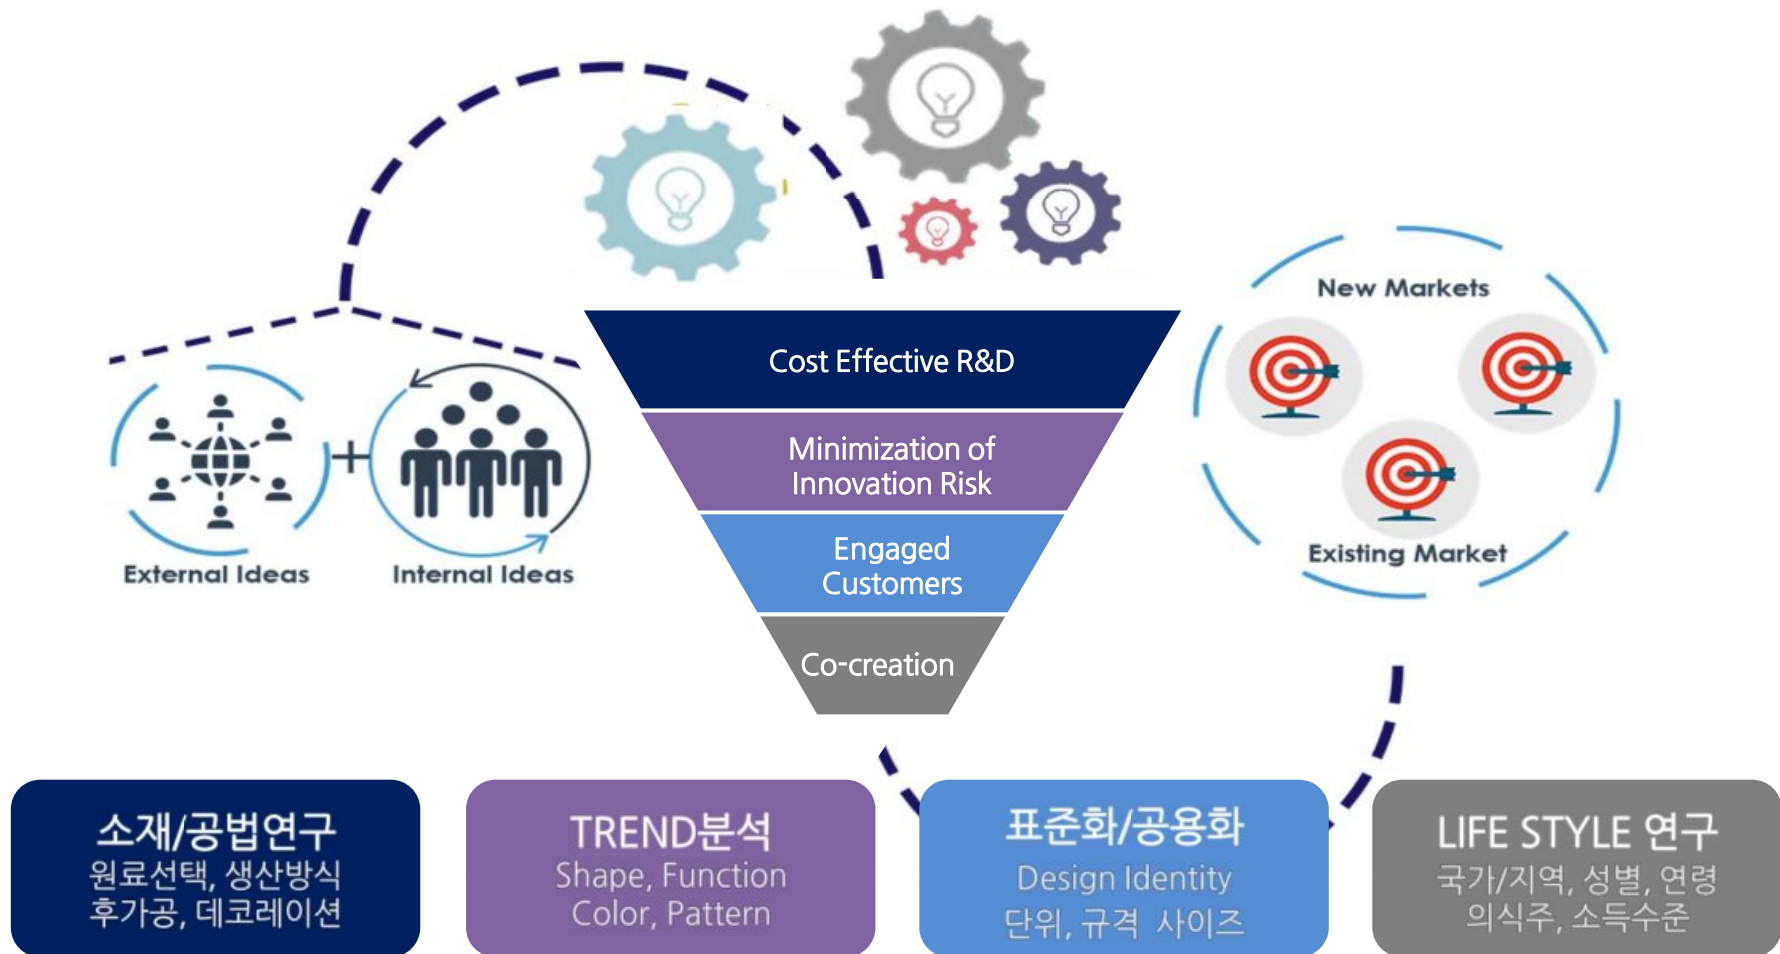 New Markets
Cost Effective R&D
Minimization of
Innovation Risk
Engaged
Customers
Existing Market
External Ideas
Internal Ideas
Co-creation
소재/공법연구
원료선택, 생산방식
후가공, 데코레이션
TREND분석
Shape, Function
Color, Pattern
표준화/공용화
Design Identity
단위, 규격 사이즈
LIFE STYLE 연구
국가/지역, 성별, 연령
의식주, 소득수준